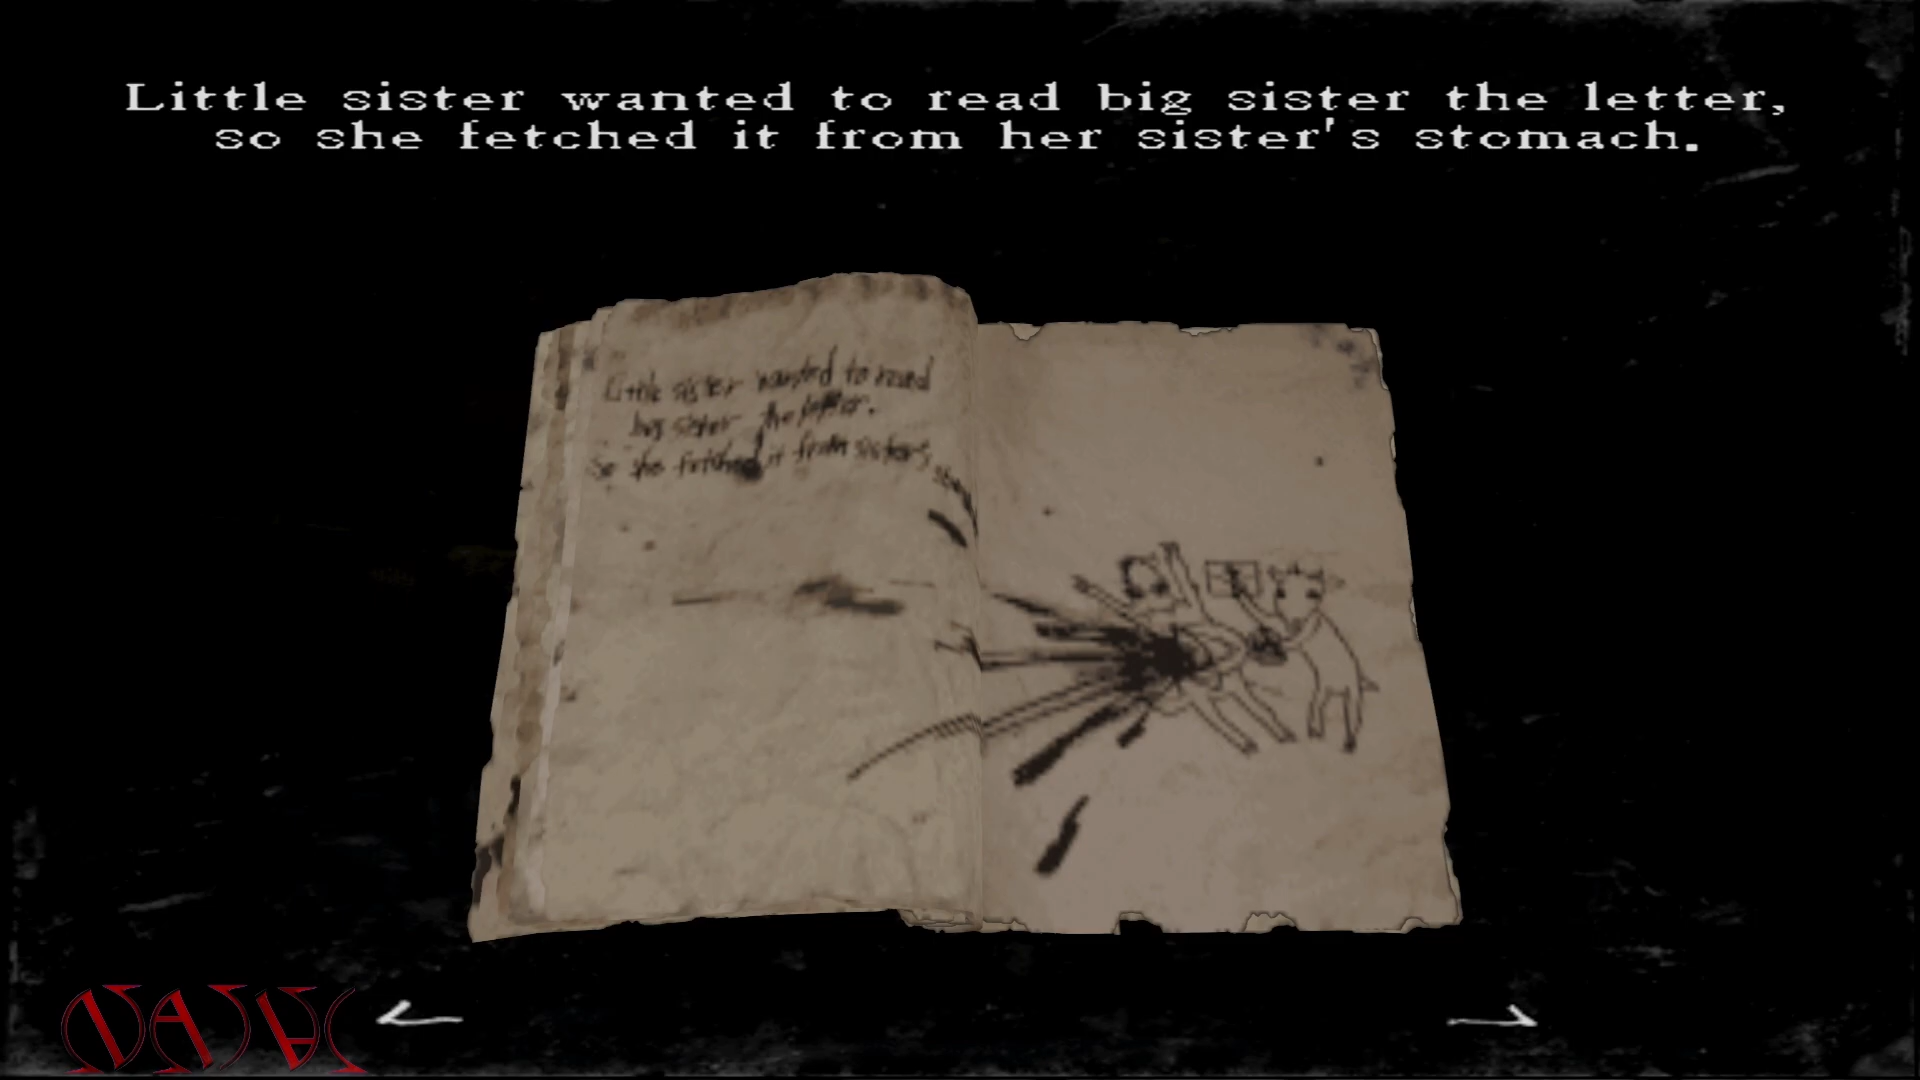 Little sister wanted to read big sister the letter,
so she fetched it from her sister's stomach.
Little sister wanted to read
big sister the letter.
So she fetched it from sisters